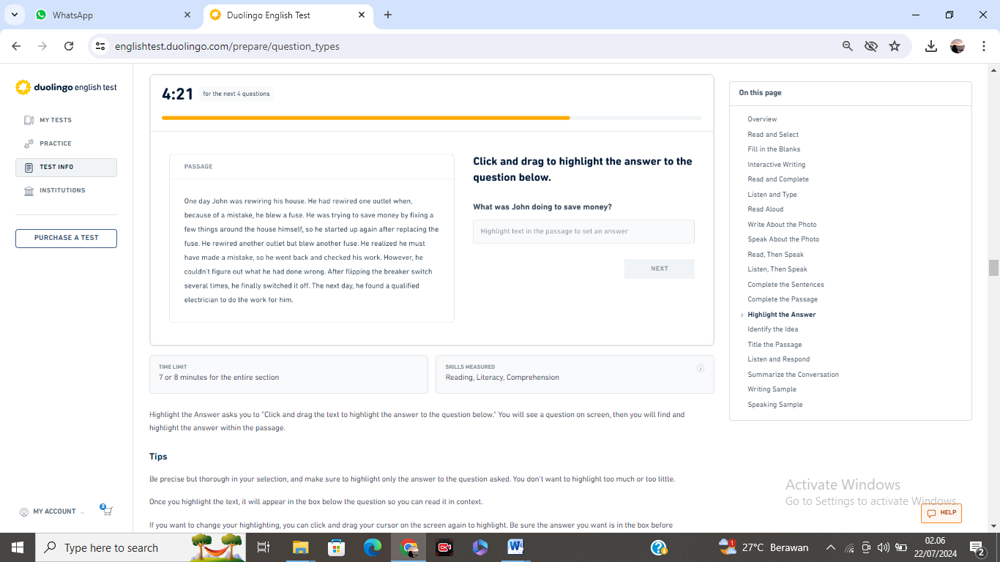 WhatsApp
Duolingo English Test
englishtest.duolingo.com/prepare/question_types
duolingo english test
MY TESTS
PRACTICE
TEST INFO
INSTITUTIONS
PURCHASE A TEST
2
MY ACCOUNT
4:21 for the next 4 questions
PASSAGE
One day John was rewiring his house. He had rewired one outlet when,
because of a mistake, he blew a fuse. He was trying to save money by fixing a
few things around the house himself, so he started up again after replacing the
fuse. He rewired another outlet but blew another fuse. He realized he must
have made a mistake, so he went back and checked his work. However, he
couldn't figure out what he had done wrong. After flipping the breaker switch
several times, he finally switched it off. The next day, he found a qualified
electrician to do the work for him.
Click and drag to highlight the answer to the
question below.
What was John doing to save money?
Highlight text in the passage to set an answer
NEXT
TIME LIMIT
7 or 8 minutes for the entire section
SKILLS MEASURED
Reading, Literacy, Comprehension
Highlight the Answer asks you to "Click and drag the text to highlight the answer to the question below." You will see a question on screen, then you will find and
highlight the answer within the passage.
Tips
Be precise but thorough in your selection, and make sure to highlight only the answer to the question asked. You don't want to highlight too much or too little.
Once you highlight the text, it will appear in the box below the question so you can read it in context.
If you want to change your highlighting, you can click and drag your cursor on the screen again to highlight. Be sure the answer you want is in the box before
On this page
Overview
Read and Select
Fill in the Blanks
Interactive Writing
Read and Complete
Listen and Type
Read Aloud
Write About the Photo
Speak About the Photo
Read, Then Speak
Listen, Then Speak
Complete the Sentences
Complete the Passage
Highlight the Answer
Identify the Idea
Title the Passage
Listen and Respond
Summarize the Conversation
Writing Sample
Speaking Sample
Activate Windows
Go to Settings to activate Windows.
HELP
Type here to search
1
27°C Berawan
02.06
22/07/2024
2